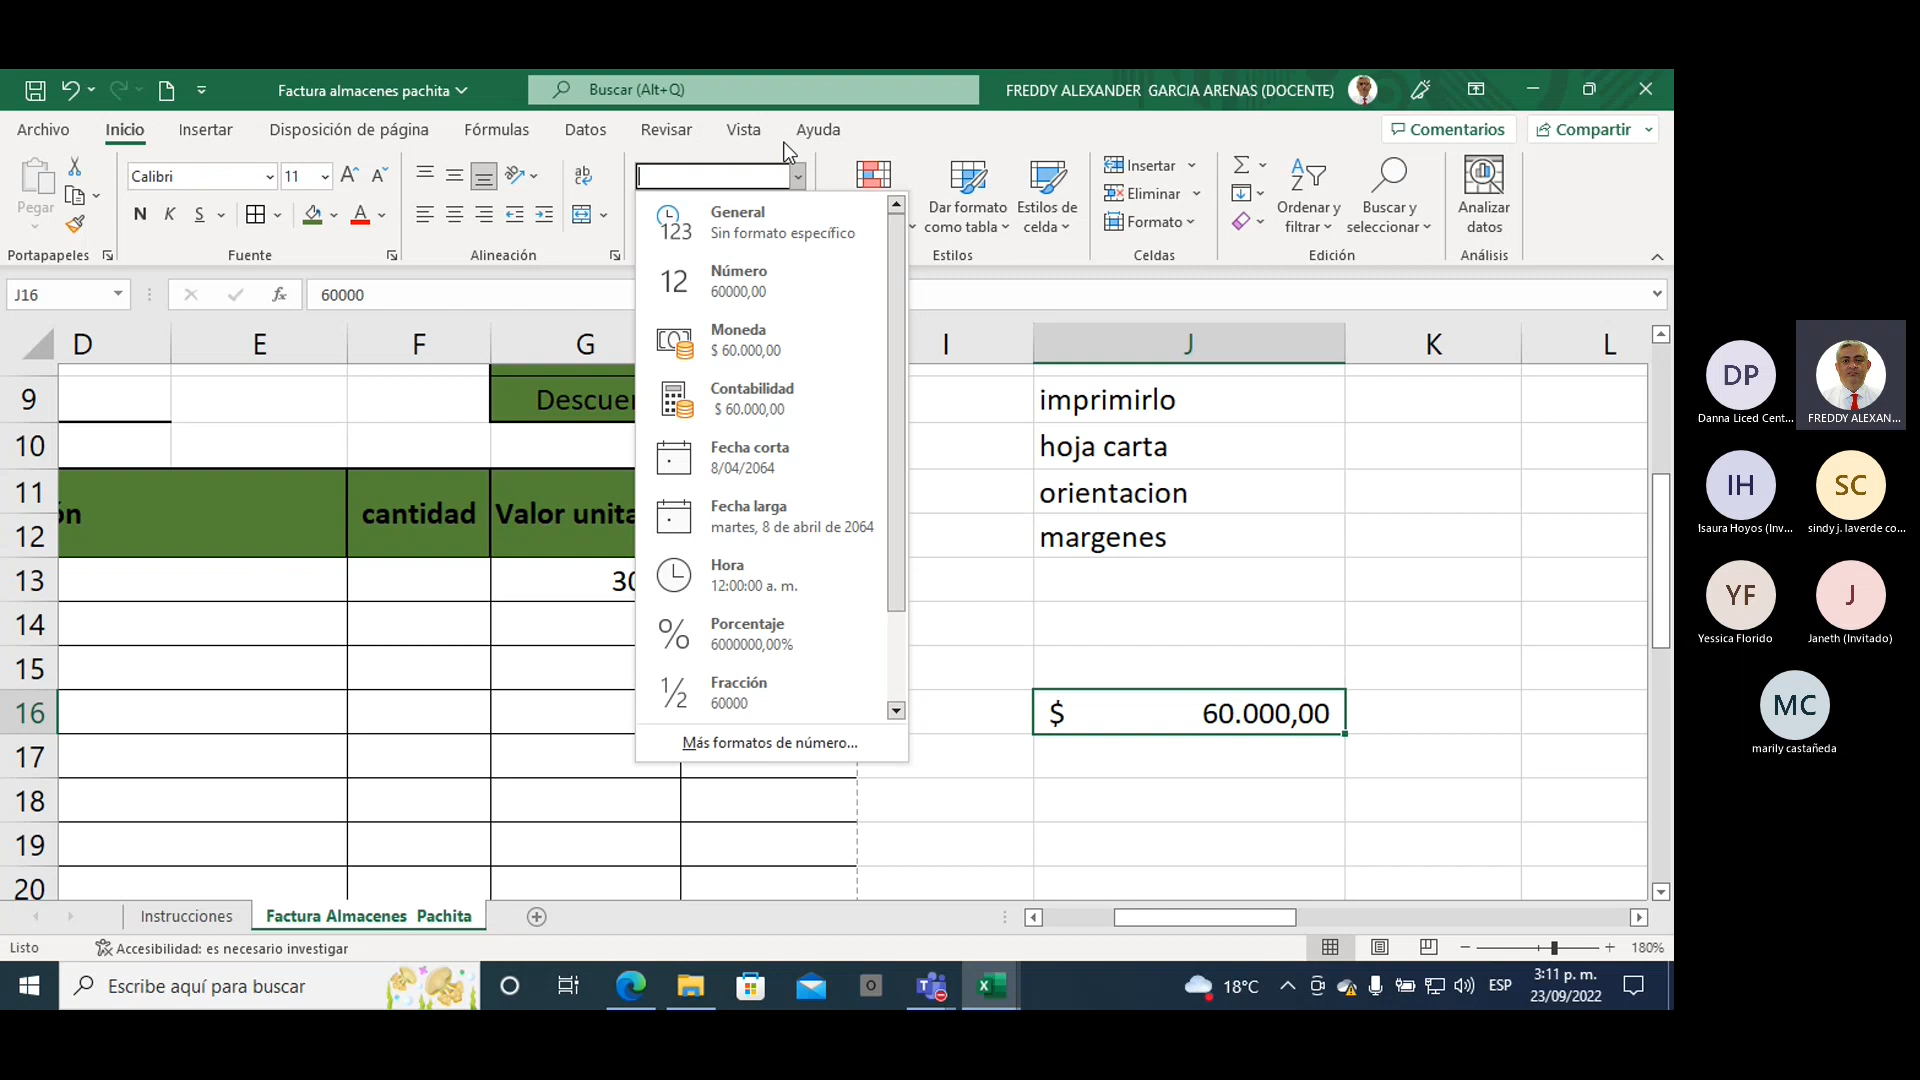 Factura almacenes pachita
Buscar (Alt+Q)
FREDDY ALEXANDER GARCIA ARENAS (DOCENTE)
Archivo
Inicio
Insertar
Disposición de página
Fórmulas
Datos
Revisar
Vista
Ayuda
Comentarios
Compartir
Pegar
Portapapeles
Calibri
11
N K S
Fuente
Alineación
Dar formato
como tabla
Estilos de
celda
Estilos
Insertar
Eliminar
Formato
Celdas
Ordenar y
filtrar
Buscar y
seleccionar
Edición
Analizar
datos
Análisis
General
Sin formato específico
Número
60000,00
Moneda
$ 60.000,00
Contabilidad
$ 60.000,00
Fecha corta
8/04/2064
Fecha larga
martes, 8 de abril de 2064
Hora
12:00:00 a. m.
Porcentaje
6000000,00%
Fracción
60000
Más formatos de número...
J16
fx
60000
D E F G I J K L
9
10
11
12
13
14
15
16
17
18
19
20
Descuer
ón
cantidad
Valor unita
30
imprimirlo
hoja carta
orientacion
margenes
$ 60.000,00
Instrucciones
Factura Almacenes Pachita
Listo
Accesibilidad: es necesario investigar
180%
Escribe aquí para buscar
18°C
ESP
3:11 p. m.
23/09/2022
DP
Danna Liced Cent...
FREDDY ALEXAN...
IH
Isaura Hoyos (Inv...
SC
sindy j. laverde co...
YF
Yessica Florido
J
Janeth (Invitado)
MC
marily castañeda